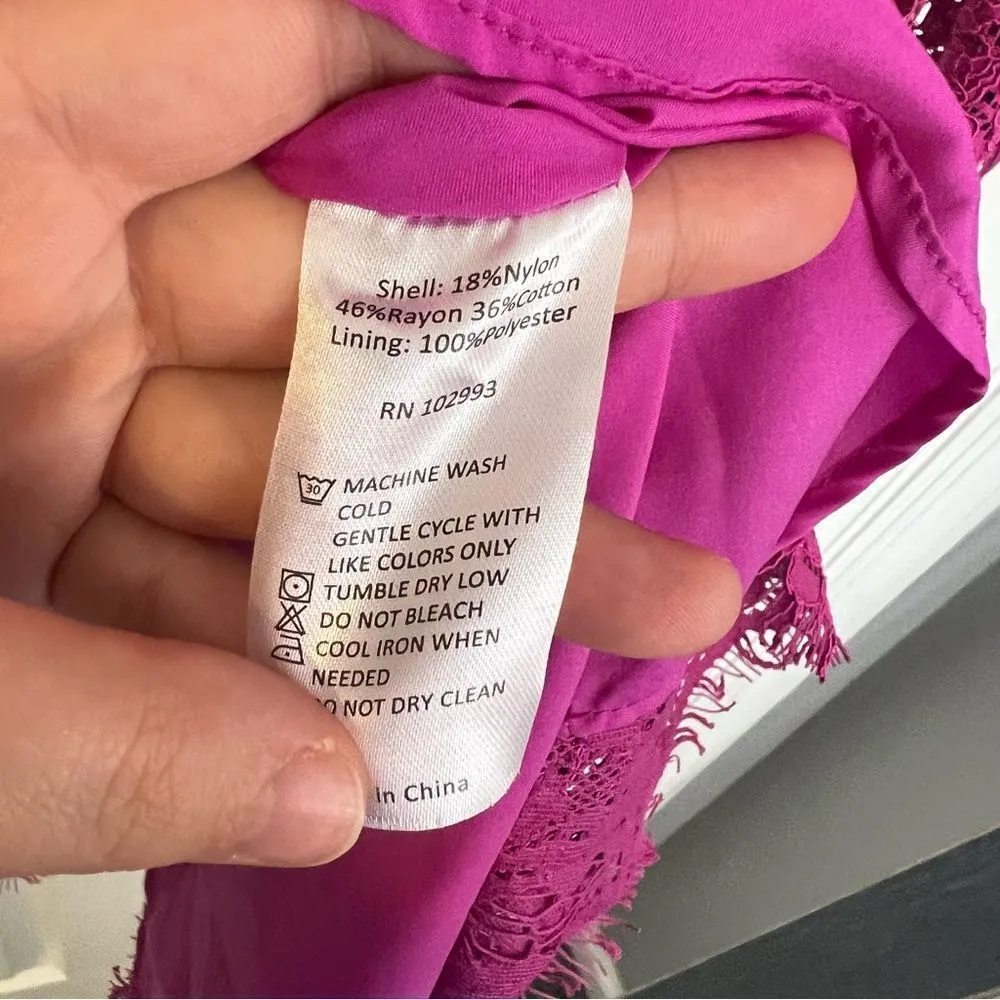 Shell: 18%Nylon
46%Rayon 36%Cotton
Lining: 100%Polyester
RN 102993
30 MACHINE WASH
COLD
GENTLE CYCLE WITH
LIKE COLORS ONLY
TUMBLE DRY LOW
DO NOT BLEACH
COOL IRON WHEN
NEEDED
NOT DRY CLEAN
In China